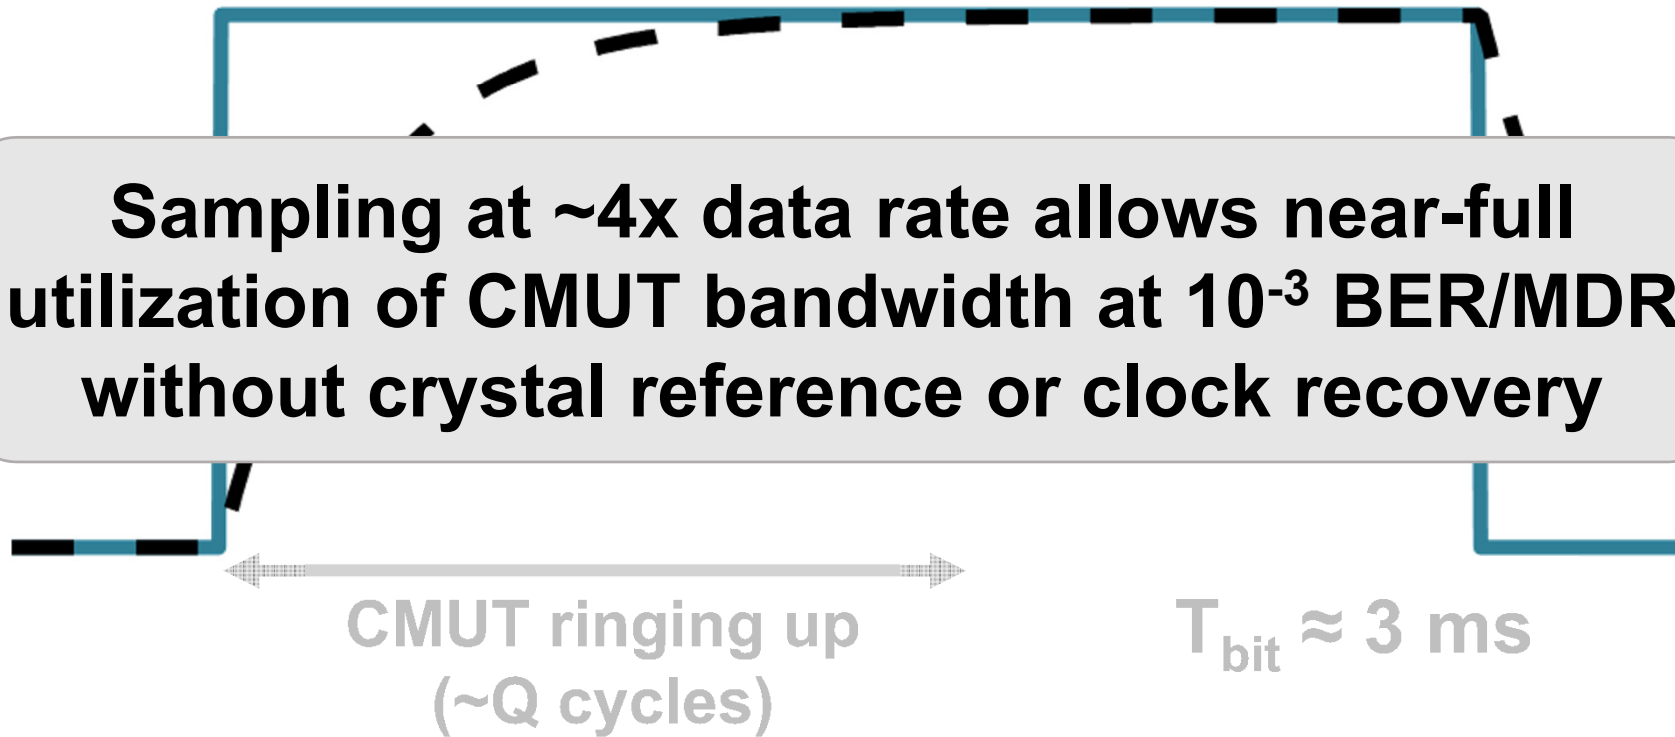 Sampling at ~4x data rate allows near-full
utilization of CMUT bandwidth at 10⁻³ BER/MDR
without crystal reference or clock recovery
CMUT ringing up
(~Q cycles)
T_bit ≈ 3 ms